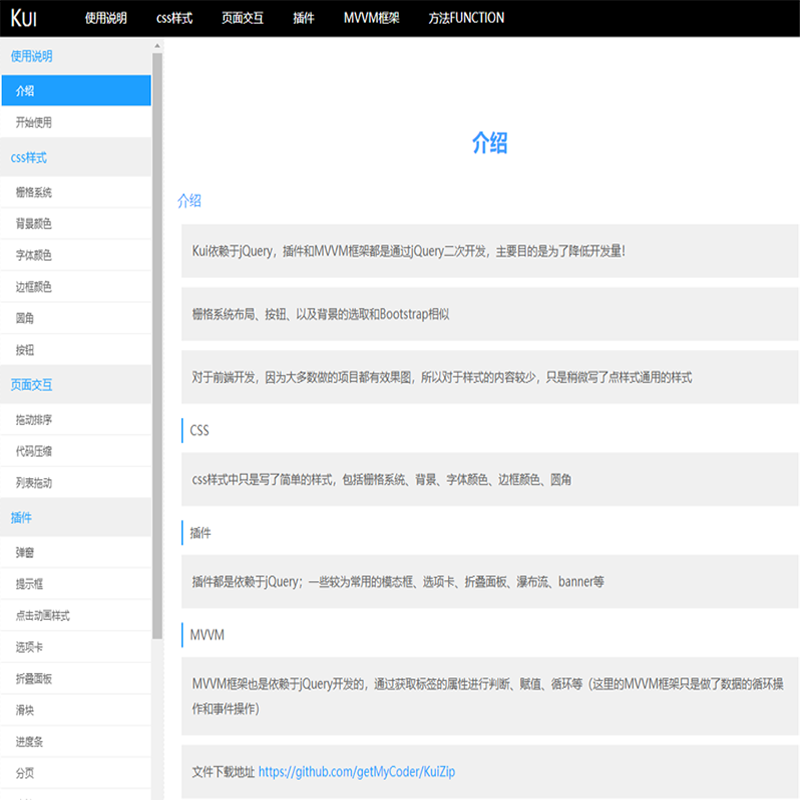 KUI 使用说明 css样式 页面交互 插件 MVVM框架 方法FUNCTION
使用说明
介绍
开始使用
css样式
栅格系统
背景颜色
字体颜色
边框颜色
圆角
按钮
页面交互
拖动排序
代码压缩
列表拖动
插件
弹窗
提示框
点击动画样式
选项卡
折叠面板
滑块
进度条
分页
介绍
介绍
Kui依赖于jQuery，插件和MVVM框架都是通过jQuery二次开发，主要目的是为了降低开发量！
栅格系统布局、按钮、以及背景的选取和Bootstrap相似
对于前端开发，因为大多数做的项目都有效果图，所以对于样式的内容较少，只是稍微写了点样式通用的样式
CSS
css样式中只是写了简单的样式，包括栅格系统、背景、字体颜色、边框颜色、圆角
插件
插件都是依赖于jQuery；一些较为常用的模态框、选项卡、折叠面板、瀑布流、banner等
MVVM
MVVM框架也是依赖于jQuery开发的，通过获取标签的属性进行判断、赋值、循环等（这里的MVVM框架只是做了数据的循环操
作和事件操作）
文件下载地址 https://github.com/getMyCoder/KuiZip